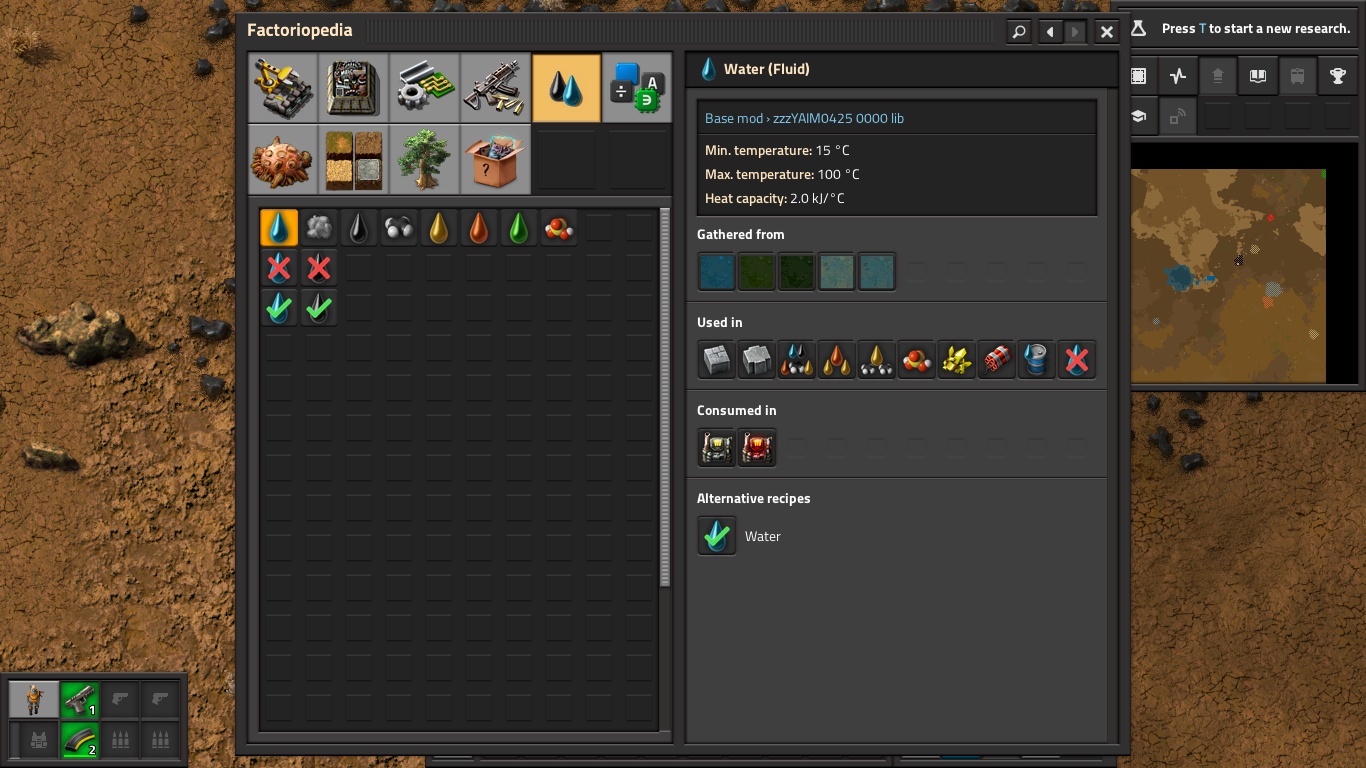 Factoriopedia
Press T to start a new research.
Water (Fluid)
Base mod › zzzYAIM0425 0000 lib
Min. temperature: 15 °C
Max. temperature: 100 °C
Heat capacity: 2.0 kJ/°C
Gathered from
Used in
Consumed in
Alternative recipes
Water
÷
A
?
1
2